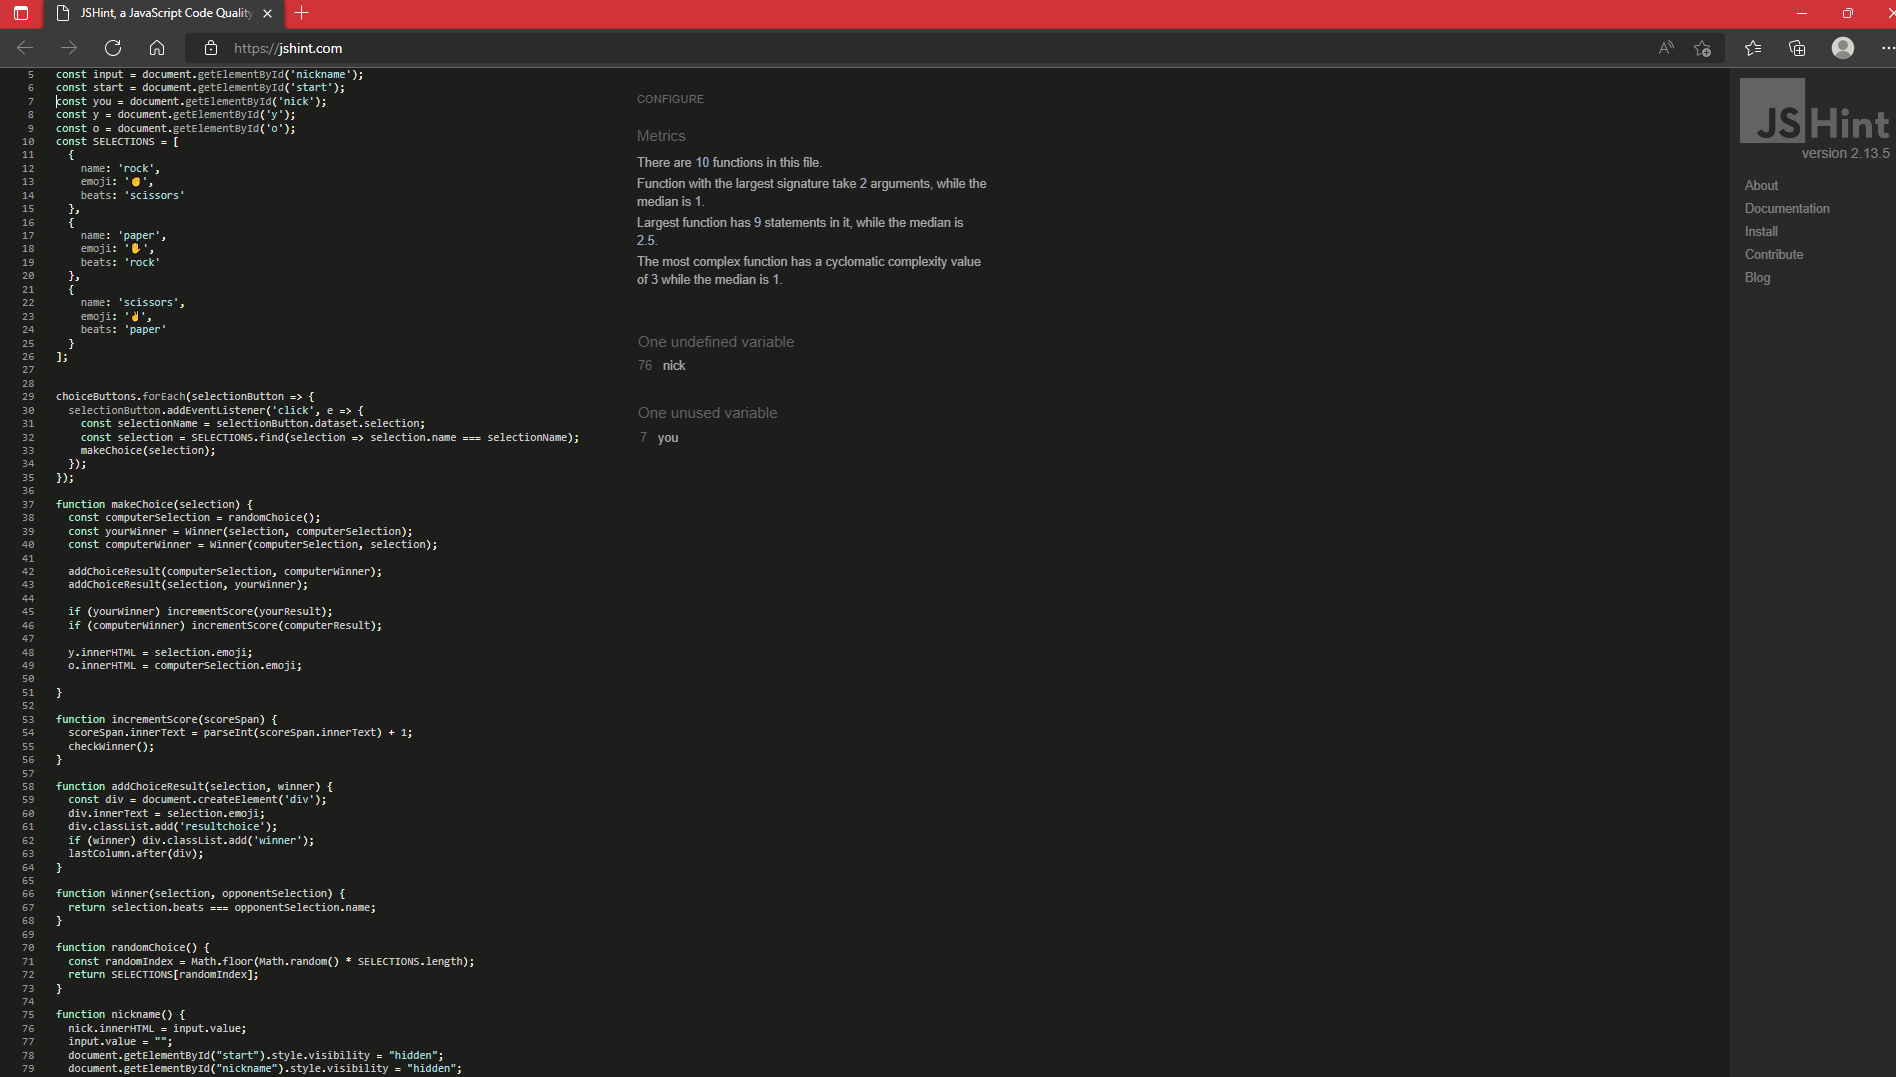 JSHint, a JavaScript Code Quality
https://jshint.com
5 const input = document.getElementById('nickname');
6 const start = document.getElementById('start');
7 const you = document.getElementById('nick');
8 const y = document.getElementById('y');
9 const o = document.getElementById('o');
10 const SELECTIONS = [
11 {
12 name: 'rock',
13 emoji: '✊',
14 beats: 'scissors'
15 },
16 {
17 name: 'paper',
18 emoji: '✋',
19 beats: 'rock'
20 },
21 {
22 name: 'scissors',
23 emoji: '✌',
24 beats: 'paper'
25 }
26 ];
27
28
29 choiceButtons.forEach(selectionButton => {
30 selectionButton.addEventListener('click', e => {
31 const selectionName = selectionButton.dataset.selection;
32 const selection = SELECTIONS.find(selection => selection.name === selectionName);
33 makeChoice(selection);
34 });
35 });
36
37 function makeChoice(selection) {
38 const computerSelection = randomChoice();
39 const yourWinner = Winner(selection, computerSelection);
40 const computerWinner = Winner(computerSelection, selection);
41
42 addChoiceResult(computerSelection, computerWinner);
43 addChoiceResult(selection, yourWinner);
44
45 if (yourWinner) incrementScore(yourResult);
46 if (computerWinner) incrementScore(computerResult);
47
48 y.innerHTML = selection.emoji;
49 o.innerHTML = computerSelection.emoji;
50
51 }
52
53 function incrementScore(scoreSpan) {
54 scoreSpan.innerText = parseInt(scoreSpan.innerText) + 1;
55 checkWinner();
56 }
57
58 function addChoiceResult(selection, winner) {
59 const div = document.createElement('div');
60 div.innerText = selection.emoji;
61 div.classList.add('resultchoice');
62 if (winner) div.classList.add('winner');
63 lastColumn.after(div);
64 }
65
66 function Winner(selection, opponentSelection) {
67 return selection.beats === opponentSelection.name;
68 }
69
70 function randomChoice() {
71 const randomIndex = Math.floor(Math.random() * SELECTIONS.length);
72 return SELECTIONS[randomIndex];
73 }
74
75 function nickname() {
76 nick.innerHTML = input.value;
77 input.value = "";
78 document.getElementById("start").style.visibility = "hidden";
79 document.getElementById("nickname").style.visibility = "hidden";
CONFIGURE
Metrics
There are 10 functions in this file.
Function with the largest signature take 2 arguments, while the
median is 1.
Largest function has 9 statements in it, while the median is
2.5.
The most complex function has a cyclomatic complexity value
of 3 while the median is 1.
One undefined variable
76 nick
One unused variable
7 you
JSHint
version 2.13.5
About
Documentation
Install
Contribute
Blog